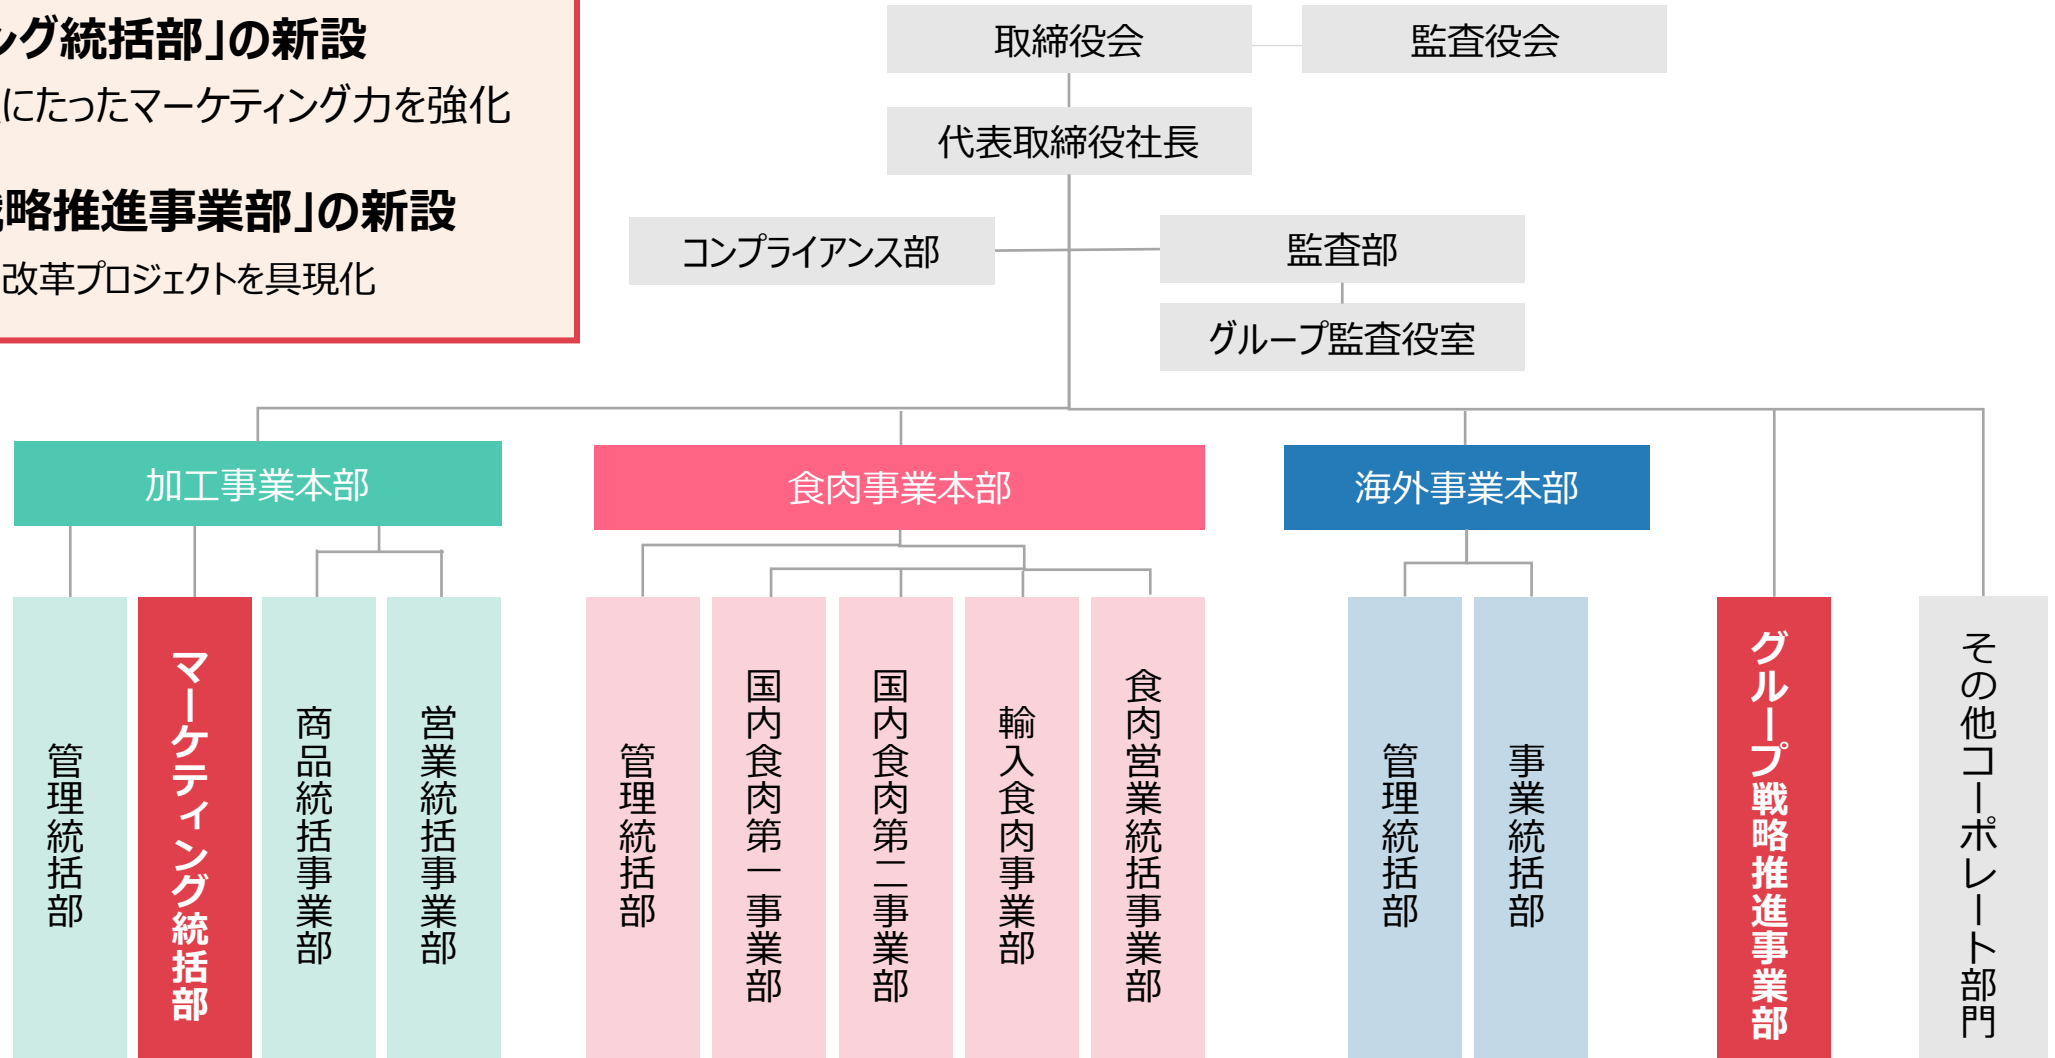 ング統括部」の新設
にたったマーケティング力を強化
略推進事業部」の新設
改革プロジェクトを具現化
取締役会
監査役会
代表取締役社長
コンプライアンス部
監査部
グループ監査役室
加工事業本部
食肉事業本部
海外事業本部
管理統括部
マーケティング統括部
商品統括事業部
営業統括事業部
管理統括部
国内食肉第一事業部
国内食肉第二事業部
輸入食肉事業部
食肉営業統括事業部
管理統括部
事業統括部
グループ戦略推進事業部
その他コーポレート部門